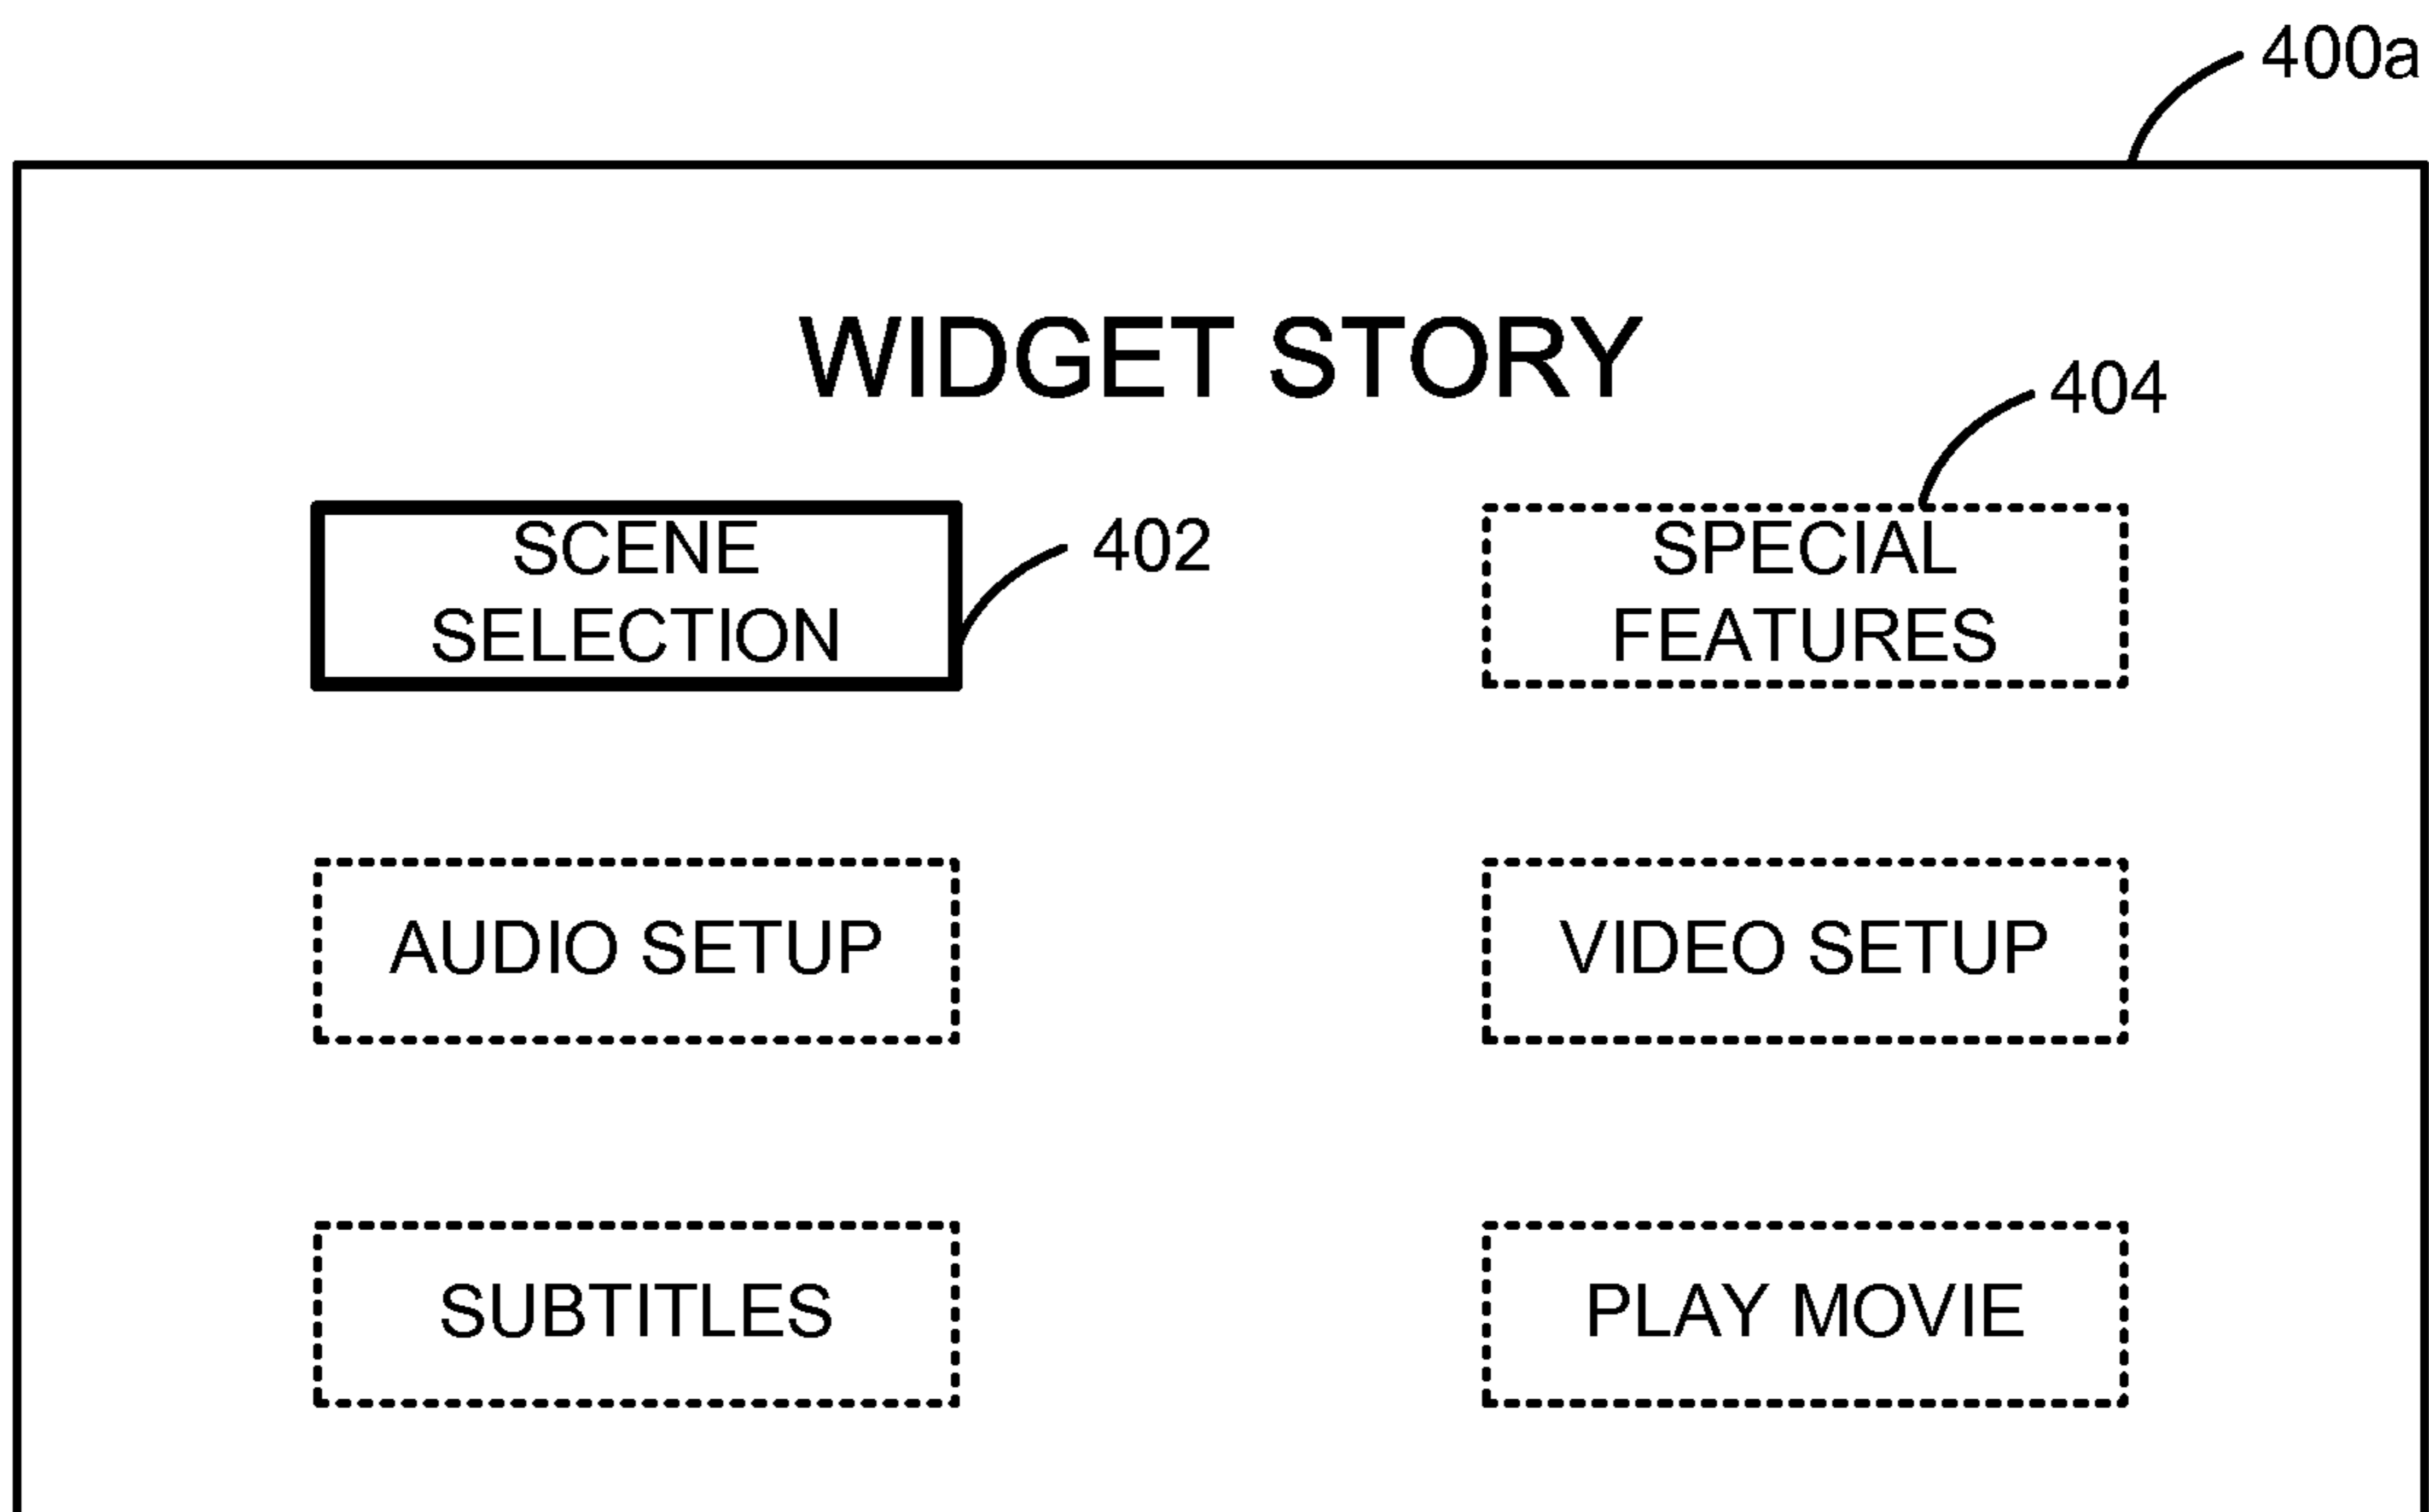 400a
WIDGET STORY
404
SCENE
SELECTION
402
SPECIAL
FEATURES
AUDIO SETUP
VIDEO SETUP
SUBTITLES
PLAY MOVIE